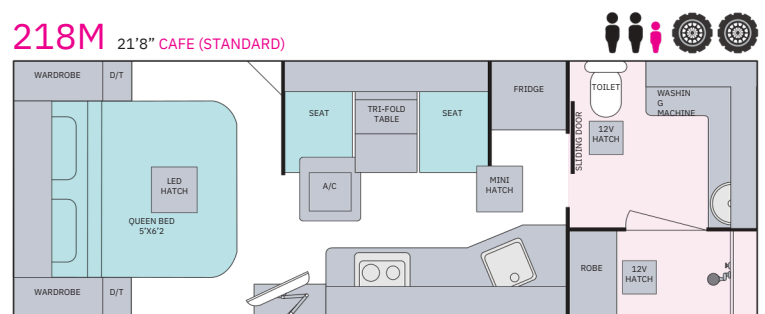 218M 21'8” CAFE (STANDARD)
WARDROBE
D/T
SEAT
TRI-FOLD
TABLE
SEAT
FRIDGE
TOILET
WASHIN
G
MACHINE
SLIDING DOOR
12V
HATCH
LED
HATCH
A/C
MINI
HATCH
QUEEN BED
5'X6'2
ROBE
12V
HATCH
WARDROBE
D/T